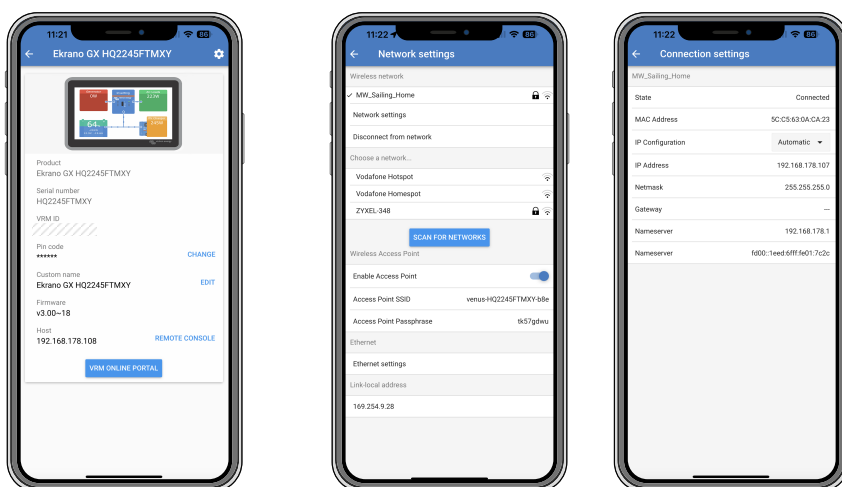 11:21
86
Ekrano GX HQ2245FTMXY
64
Product
Ekrano GX HQ2245FTMXY
Serial number
HQ2245FTMXY
VRM ID
Pin code
******
CHANGE
Custom name
Ekrano GX HQ2245FTMXY
EDIT
Firmware
v3.00~18
Host
192.168.178.108
REMOTE CONSOLE
VRM ONLINE PORTAL
11:22
86
Network settings
Wireless network
MW_Sailing_Home
Network settings
Disconnect from network
Choose a network...
Vodafone Hotspot
Vodafone Homespot
ZYXEL-348
SCAN FOR NETWORKS
Wireless Access Point
Enable Access Point
Access Point SSID venus-HQ2245FTMXY-b8e
Access Point Passphrase tk57gdwu
Ethernet
Ethernet settings
Link-local address
169.254.9.28
11:22
86
Connection settings
MW_Sailing_Home
State Connected
MAC Address 5C:C5:63:0A:CA:23
IP Configuration Automatic
IP Address 192.168.178.107
Netmask 255.255.255.0
Gateway —
Nameserver 192.168.178.1
Nameserver fd00::1eed:6fff:fe01:7c2c